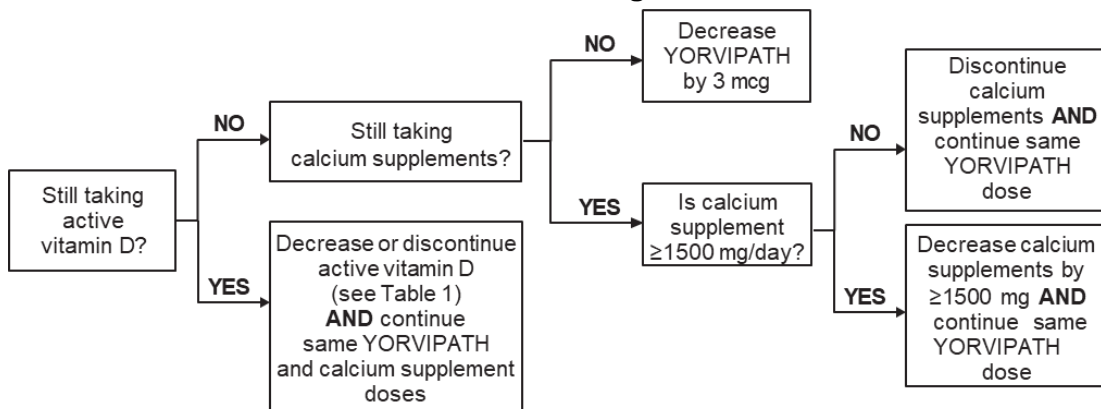 Still taking
active
vitamin D?
NO
Still taking
calcium supplements?
NO
Decrease
YORVIPATH
by 3 mcg
YES
Is calcium
supplement
≥1500 mg/day?
NO
Discontinue
calcium
supplements AND
continue same
YORVIPATH
dose
YES
Decrease calcium
supplements by
≥1500 mg AND
continue same
YORVIPATH
dose
YES
Decrease or discontinue
active vitamin D
(see Table 1)
AND continue
same YORVIPATH
and calcium supplement
doses